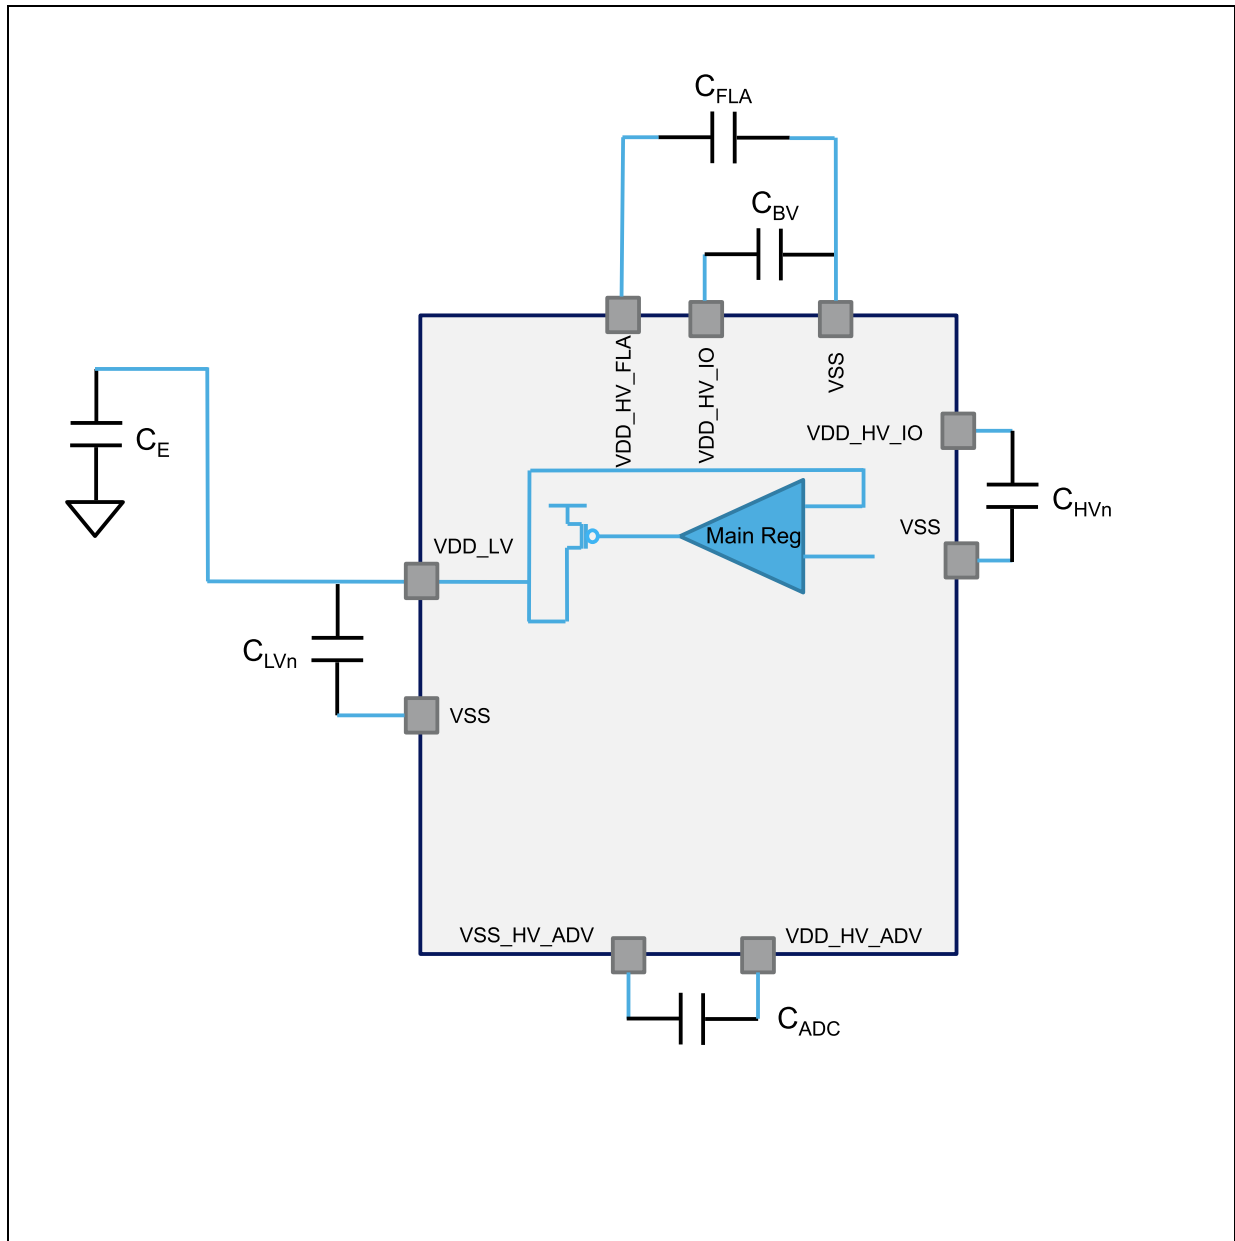 CFLA
CBV
VDD_HV_FLA
VDD_HV_IO
VSS
VDD_HV_IO
CE
CHVn
VSS
Main Reg
VDD_LV
CLVn
VSS
VSS_HV_ADV
VDD_HV_ADV
CADC